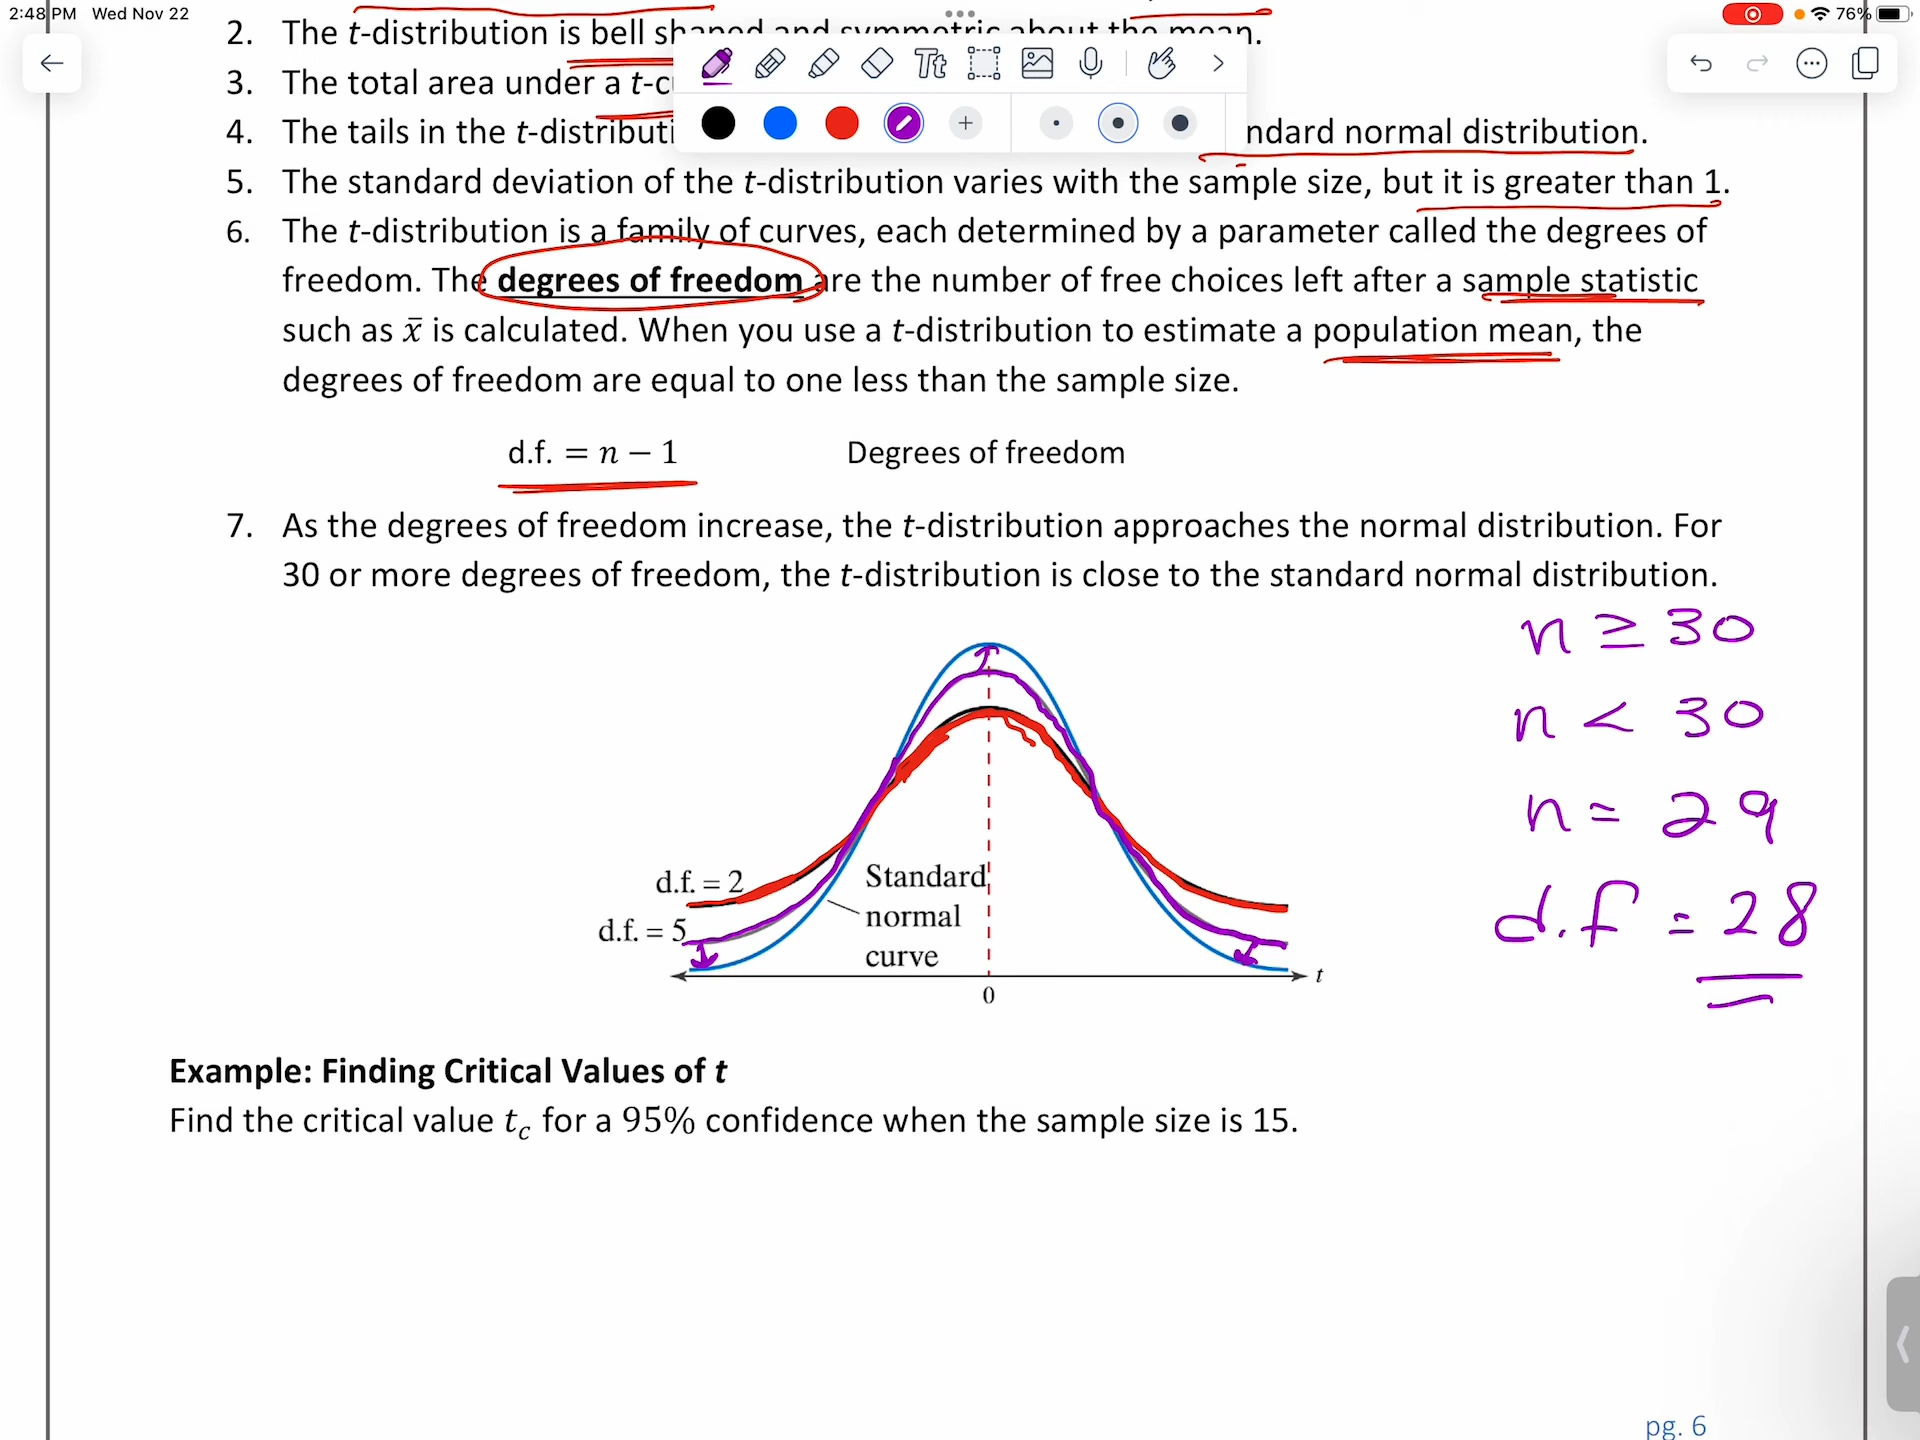 2:48 PM Wed Nov 22
76%
2. The t-distribution is bell shaped and symmetric about the mean.
3. The total area under a t-c
Tt
4. The tails in the t-distributi ndard normal distribution.
5. The standard deviation of the t-distribution varies with the sample size, but it is greater than 1.
6. The t-distribution is a family of curves, each determined by a parameter called the degrees of
freedom. The degrees of freedom are the number of free choices left after a sample statistic
such as x̄ is calculated. When you use a t-distribution to estimate a population mean, the
degrees of freedom are equal to one less than the sample size.
d.f. = n − 1 Degrees of freedom
7. As the degrees of freedom increase, the t-distribution approaches the normal distribution. For
30 or more degrees of freedom, the t-distribution is close to the standard normal distribution.
n ≥ 30
n < 30
n = 29
d.f = 28
d.f. = 2
d.f. = 5
Standard
normal
curve
t
0
Example: Finding Critical Values of t
Find the critical value t_c for a 95% confidence when the sample size is 15.
pg. 6